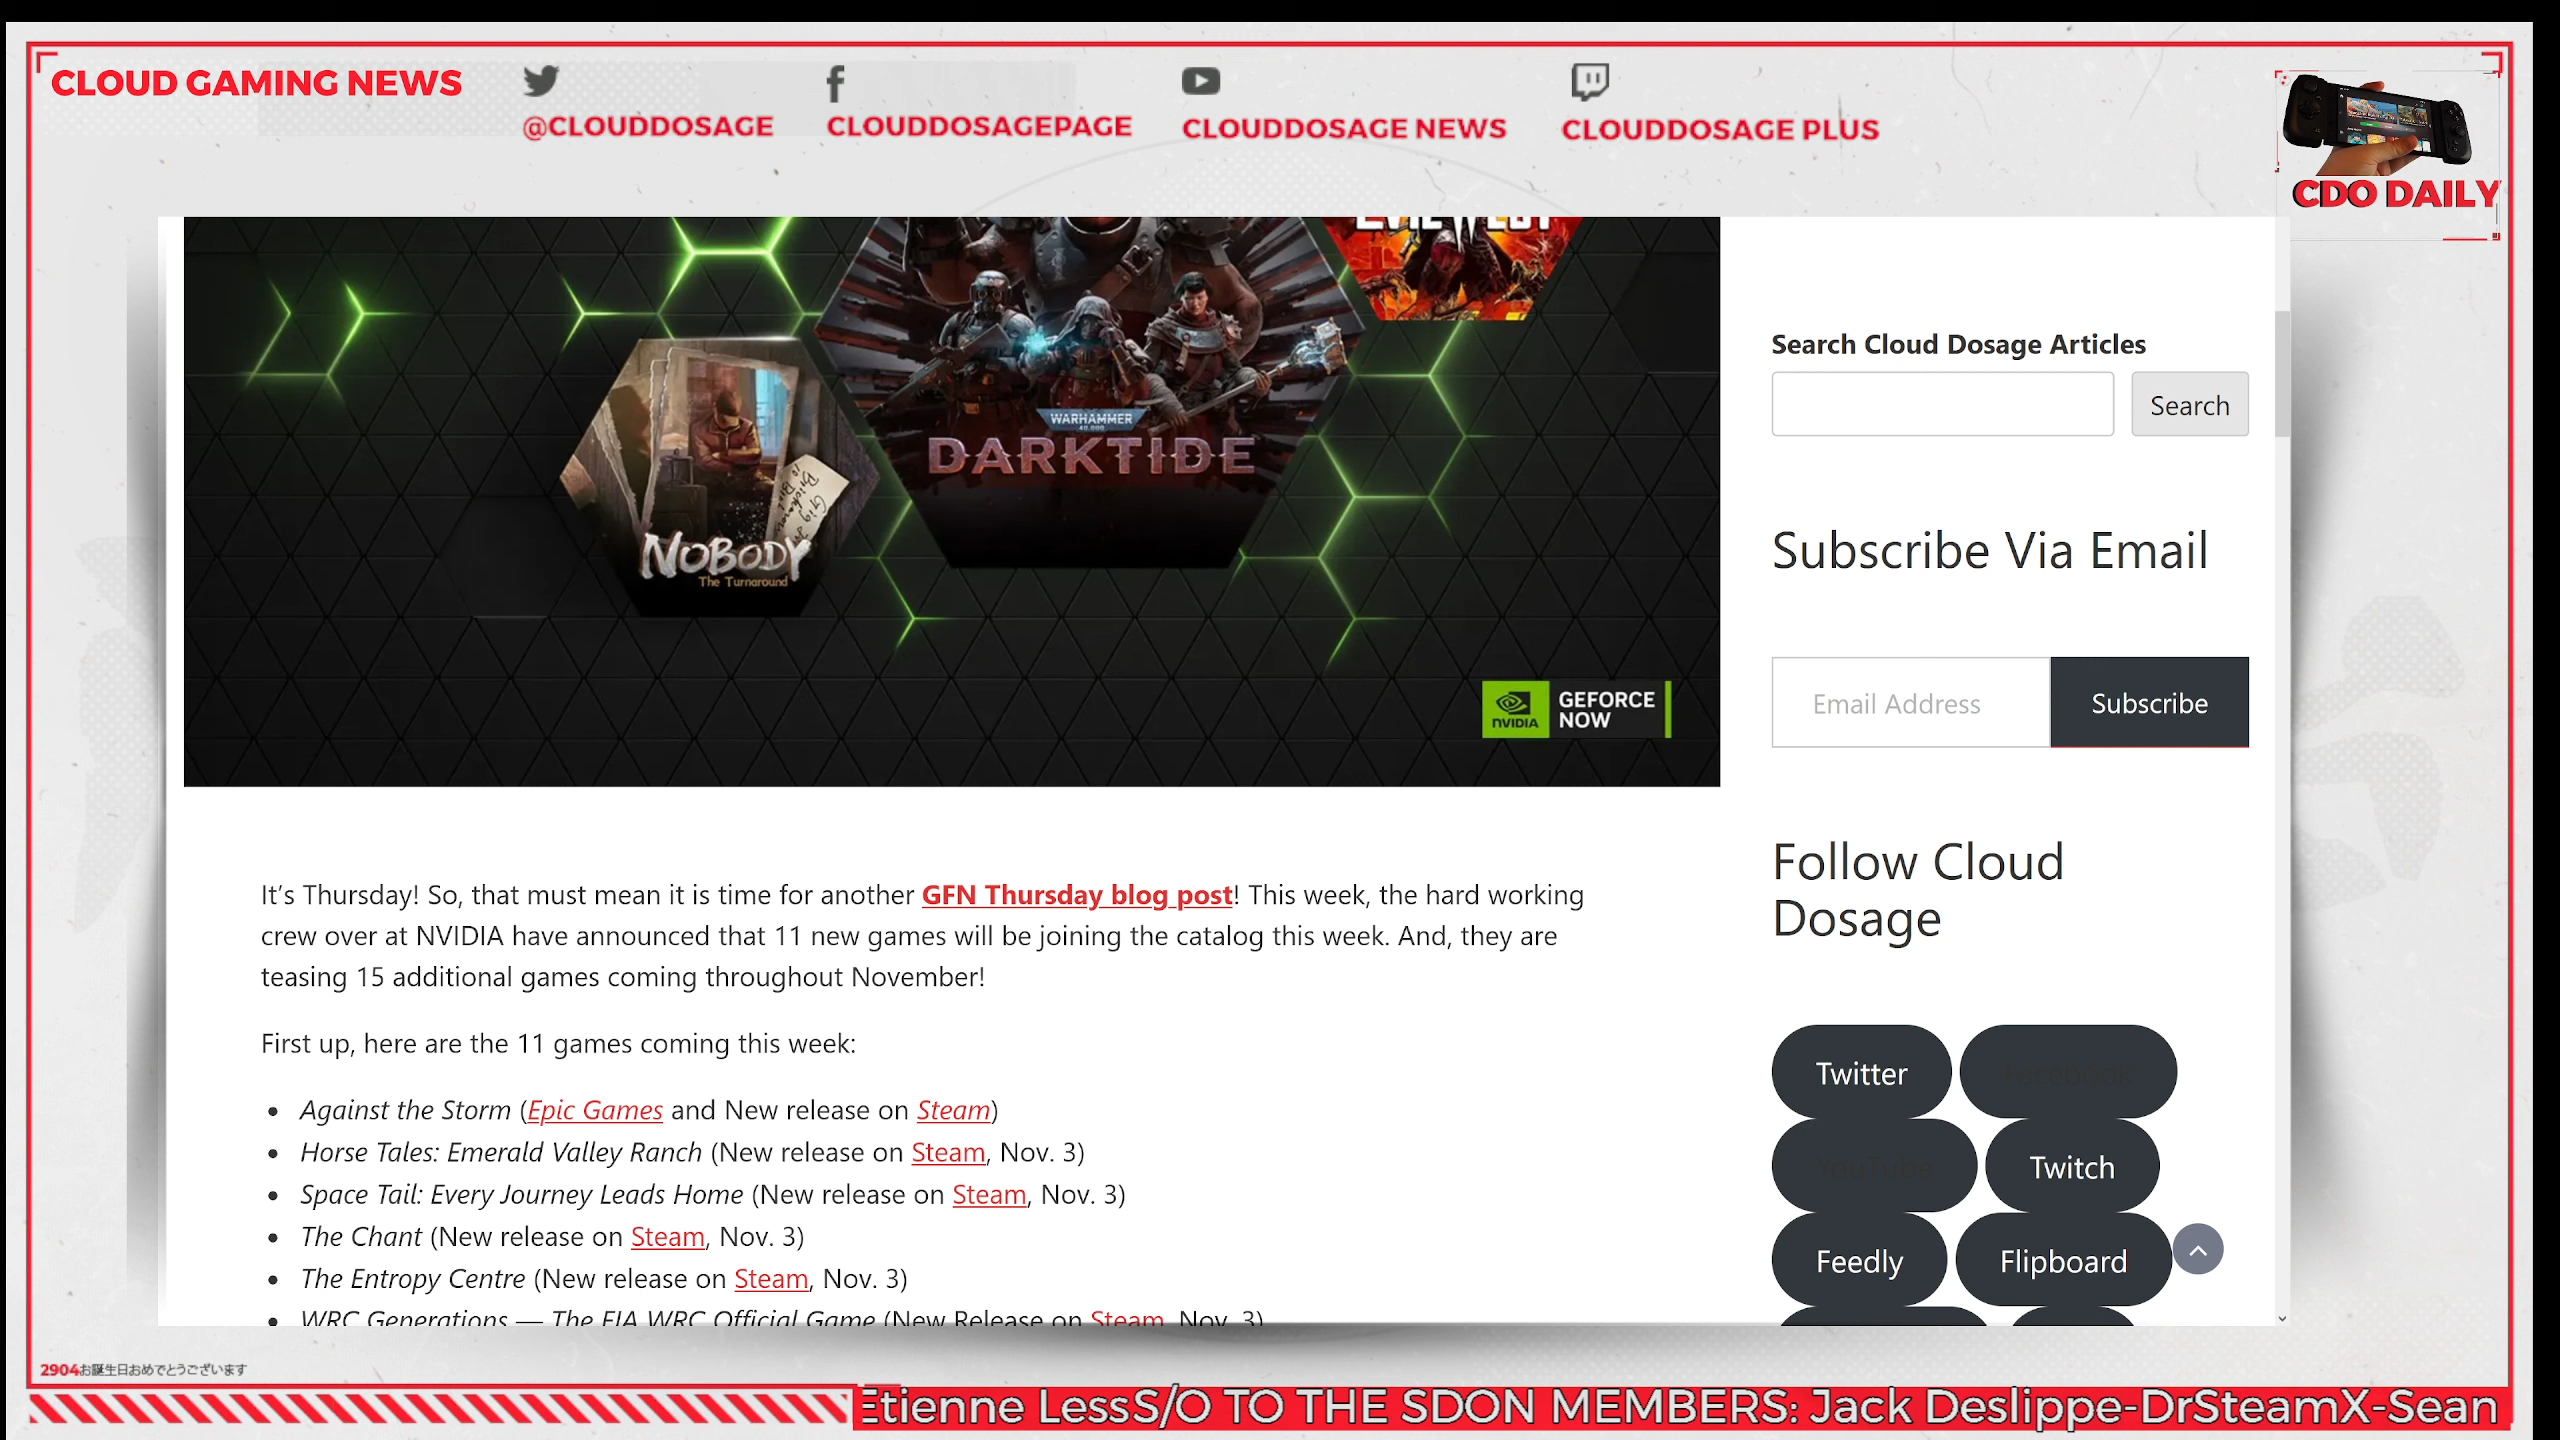 CLOUD GAMING NEWS
@CLOUDDOSAGE
CLOUDDOSAGEPAGE
CLOUDDOSAGE NEWS
CLOUDDOSAGE PLUS
CDO DAILY
EVIL WEST
WARHAMMER
40,000
DARKTIDE
NOBODY
The Turnaround
NVIDIA
GEFORCE
NOW
Search Cloud Dosage Articles
Search
Subscribe Via Email
Email Address
Subscribe
Follow Cloud
Dosage
Twitter
Facebook
YouTube
Twitch
Feedly
Flipboard
It’s Thursday! So, that must mean it is time for another GFN Thursday blog post! This week, the hard working
crew over at NVIDIA have announced that 11 new games will be joining the catalog this week. And, they are
teasing 15 additional games coming throughout November!
First up, here are the 11 games coming this week:
• Against the Storm (Epic Games and New release on Steam)
• Horse Tales: Emerald Valley Ranch (New release on Steam, Nov. 3)
• Space Tail: Every Journey Leads Home (New release on Steam, Nov. 3)
• The Chant (New release on Steam, Nov. 3)
• The Entropy Centre (New release on Steam, Nov. 3)
• WRC Generations — The FIA WRC Official Game (New Release on Steam, Nov. 3)
2904お誕生日おめでとうございます
Etienne LessS/O TO THE SDON MEMBERS: Jack Deslippe-DrSteamX-Sean